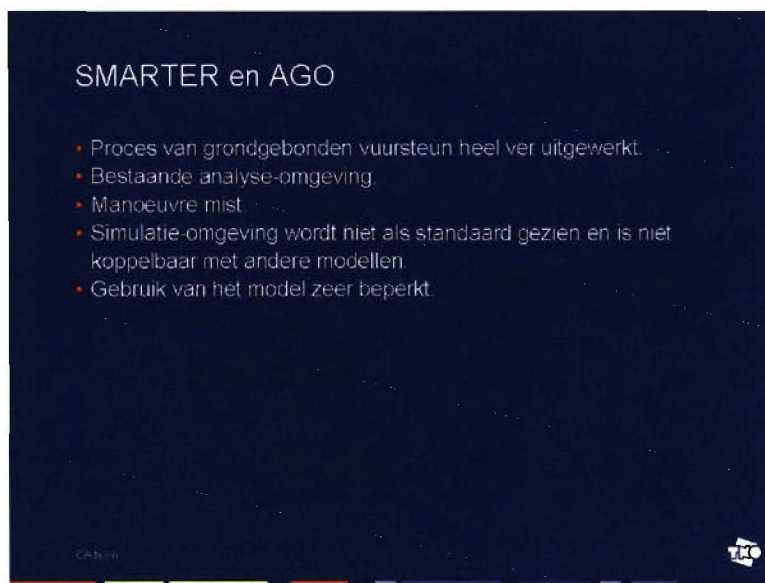 SMARTER en AGO
• Proces van grondgebonden vuursteun heel ver uitgewerkt.
• Bestaande analyse-omgeving.
• Manoeuvre mist
• Simulatie-omgeving wordt niet als standaard gezien en is niet
koppelbaar met andere modellen.
• Gebruik van het model zeer beperkt.
TNO